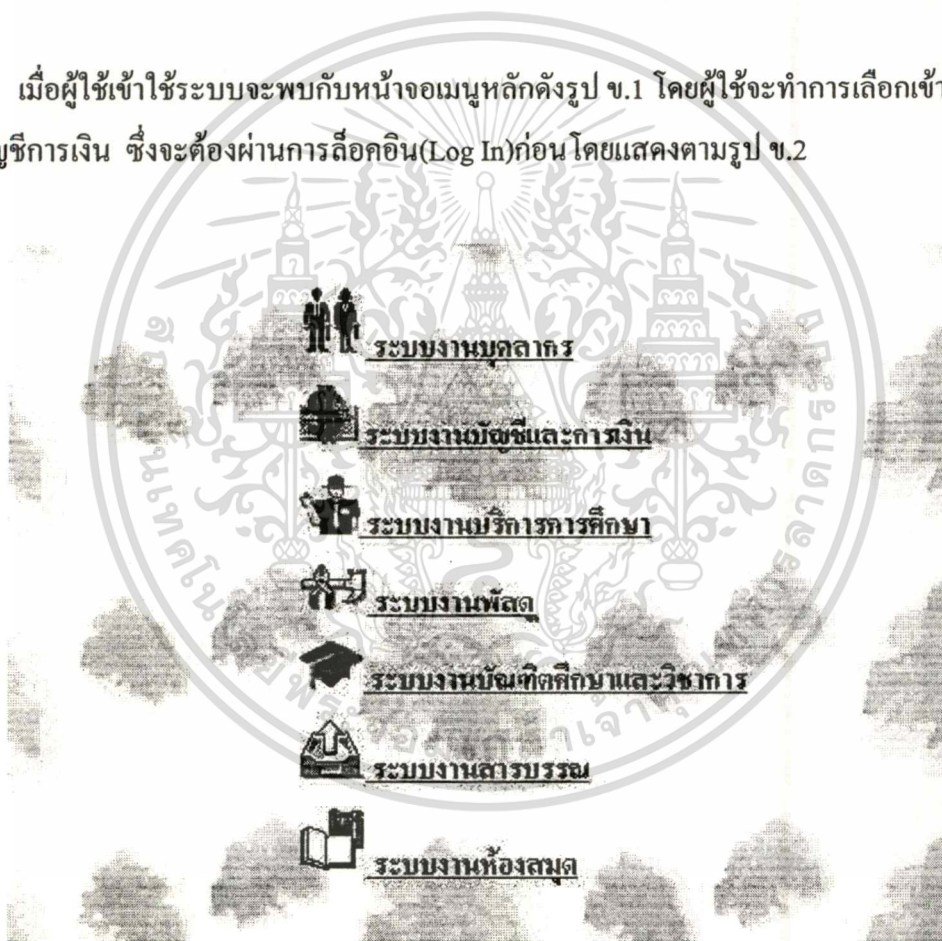 เมื่อผู้ใช้เข้าใช้ระบบจะพบกับหน้าจอเมนูหลักดังรูป ข.1 โดยผู้ใช้จะทำการเลือกเข้า
ญชีการเงิน ซึ่งจะต้องผ่านการล็อคอิน(Log In)ก่อนโดยแสดงตามรูป ข.2
ระบบงานบุคลากร
ระบบงานบัญชีและการเงิน
ระบบงานบริการการศึกษา
ระบบงานพัสดุ
ระบบงานบัณฑิตศึกษาและวิชาการ
ระบบงานสารบรรณ
ระบบงานห้องสมุด